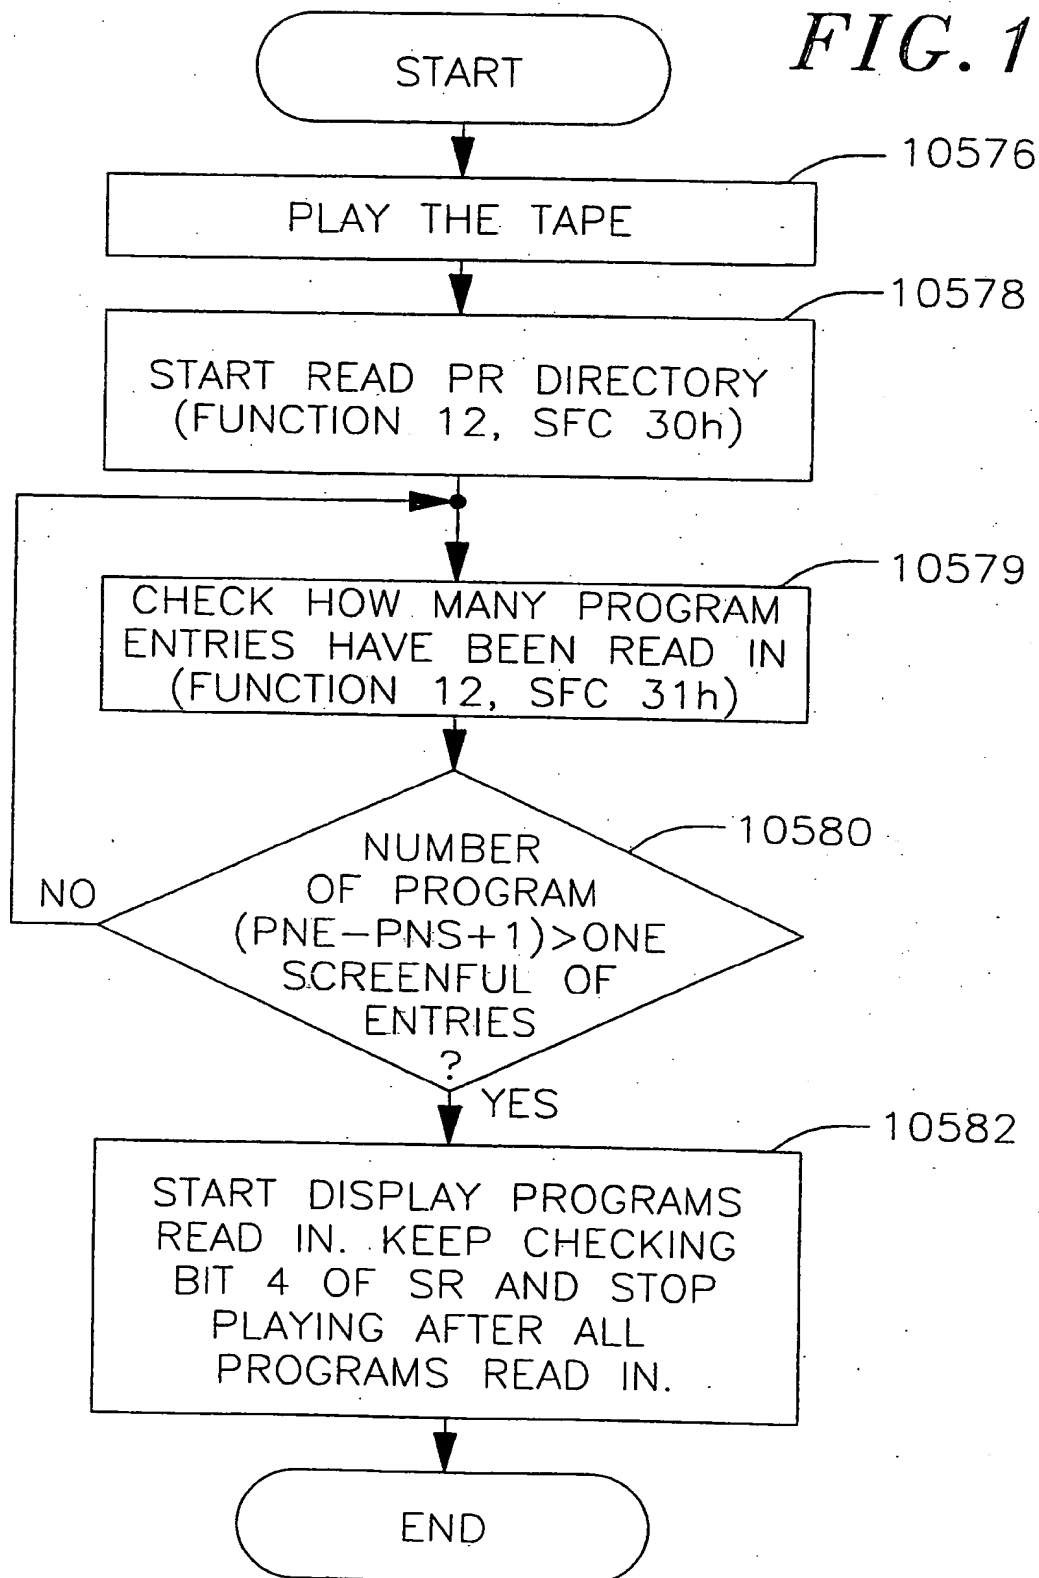 FIG. 1
START
10576
PLAY THE TAPE
10578
START READ PR DIRECTORY
(FUNCTION 12, SFC 30h)
10579
CHECK HOW MANY PROGRAM
ENTRIES HAVE BEEN READ IN
(FUNCTION 12, SFC 31h)
10580
NUMBER
OF PROGRAM
(PNE-PNS+1)>ONE
SCREENFUL OF
ENTRIES
?
NO
YES
10582
START DISPLAY PROGRAMS
READ IN. KEEP CHECKING
BIT 4 OF SR AND STOP
PLAYING AFTER ALL
PROGRAMS READ IN.
END